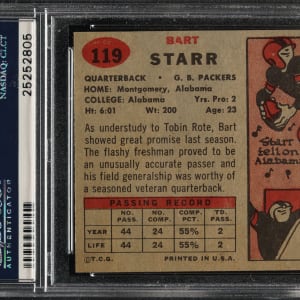 NASDAQ: CLCT
25252805
AUTHENTICATOR
119
BART
STARR
QUARTERBACK • G. B. PACKERS
HOME: Montgomery, Alabama
COLLEGE: Alabama Yrs. Pro: 2
Ht: 6:01 Wt: 200 Age: 23
As understudy to Tobin Rote, Bart
showed great promise last season. The
flashy freshman proved to be an
unusually accurate passer and
his field generalship was worthy of
a seasoned veteran quarterback.
PASSING RECORD
NO. PASS. NO. COMP. COMP. PCT. TD. PASS.
YEAR 44 24 55% 2
LIFE 44 24 55% 2
©T.C.G. PRINTED IN U.S.A.
Starr
Alabama